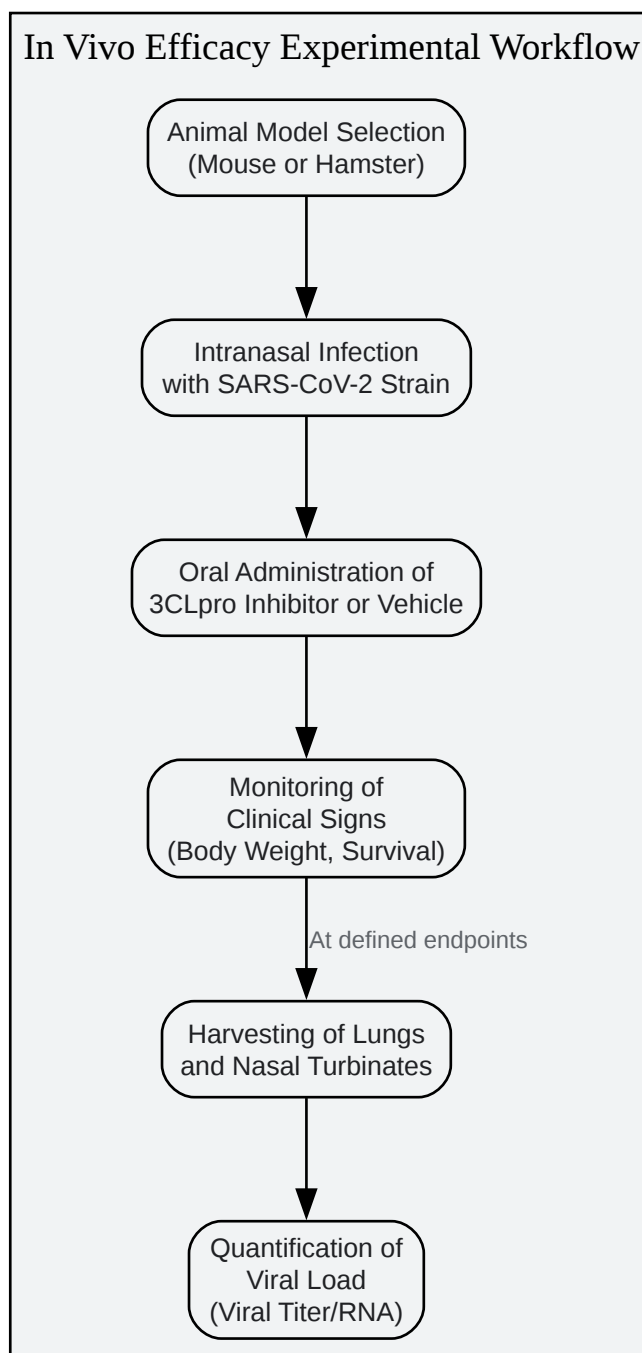 In Vivo Efficacy Experimental Workflow
Animal Model Selection
(Mouse or Hamster)
Intranasal Infection
with SARS-CoV-2 Strain
Oral Administration of
3CLpro Inhibitor or Vehicle
Monitoring of
Clinical Signs
(Body Weight, Survival)
At defined endpoints
Harvesting of Lungs
and Nasal Turbinates
Quantification of
Viral Load
(Viral Titer/RNA)